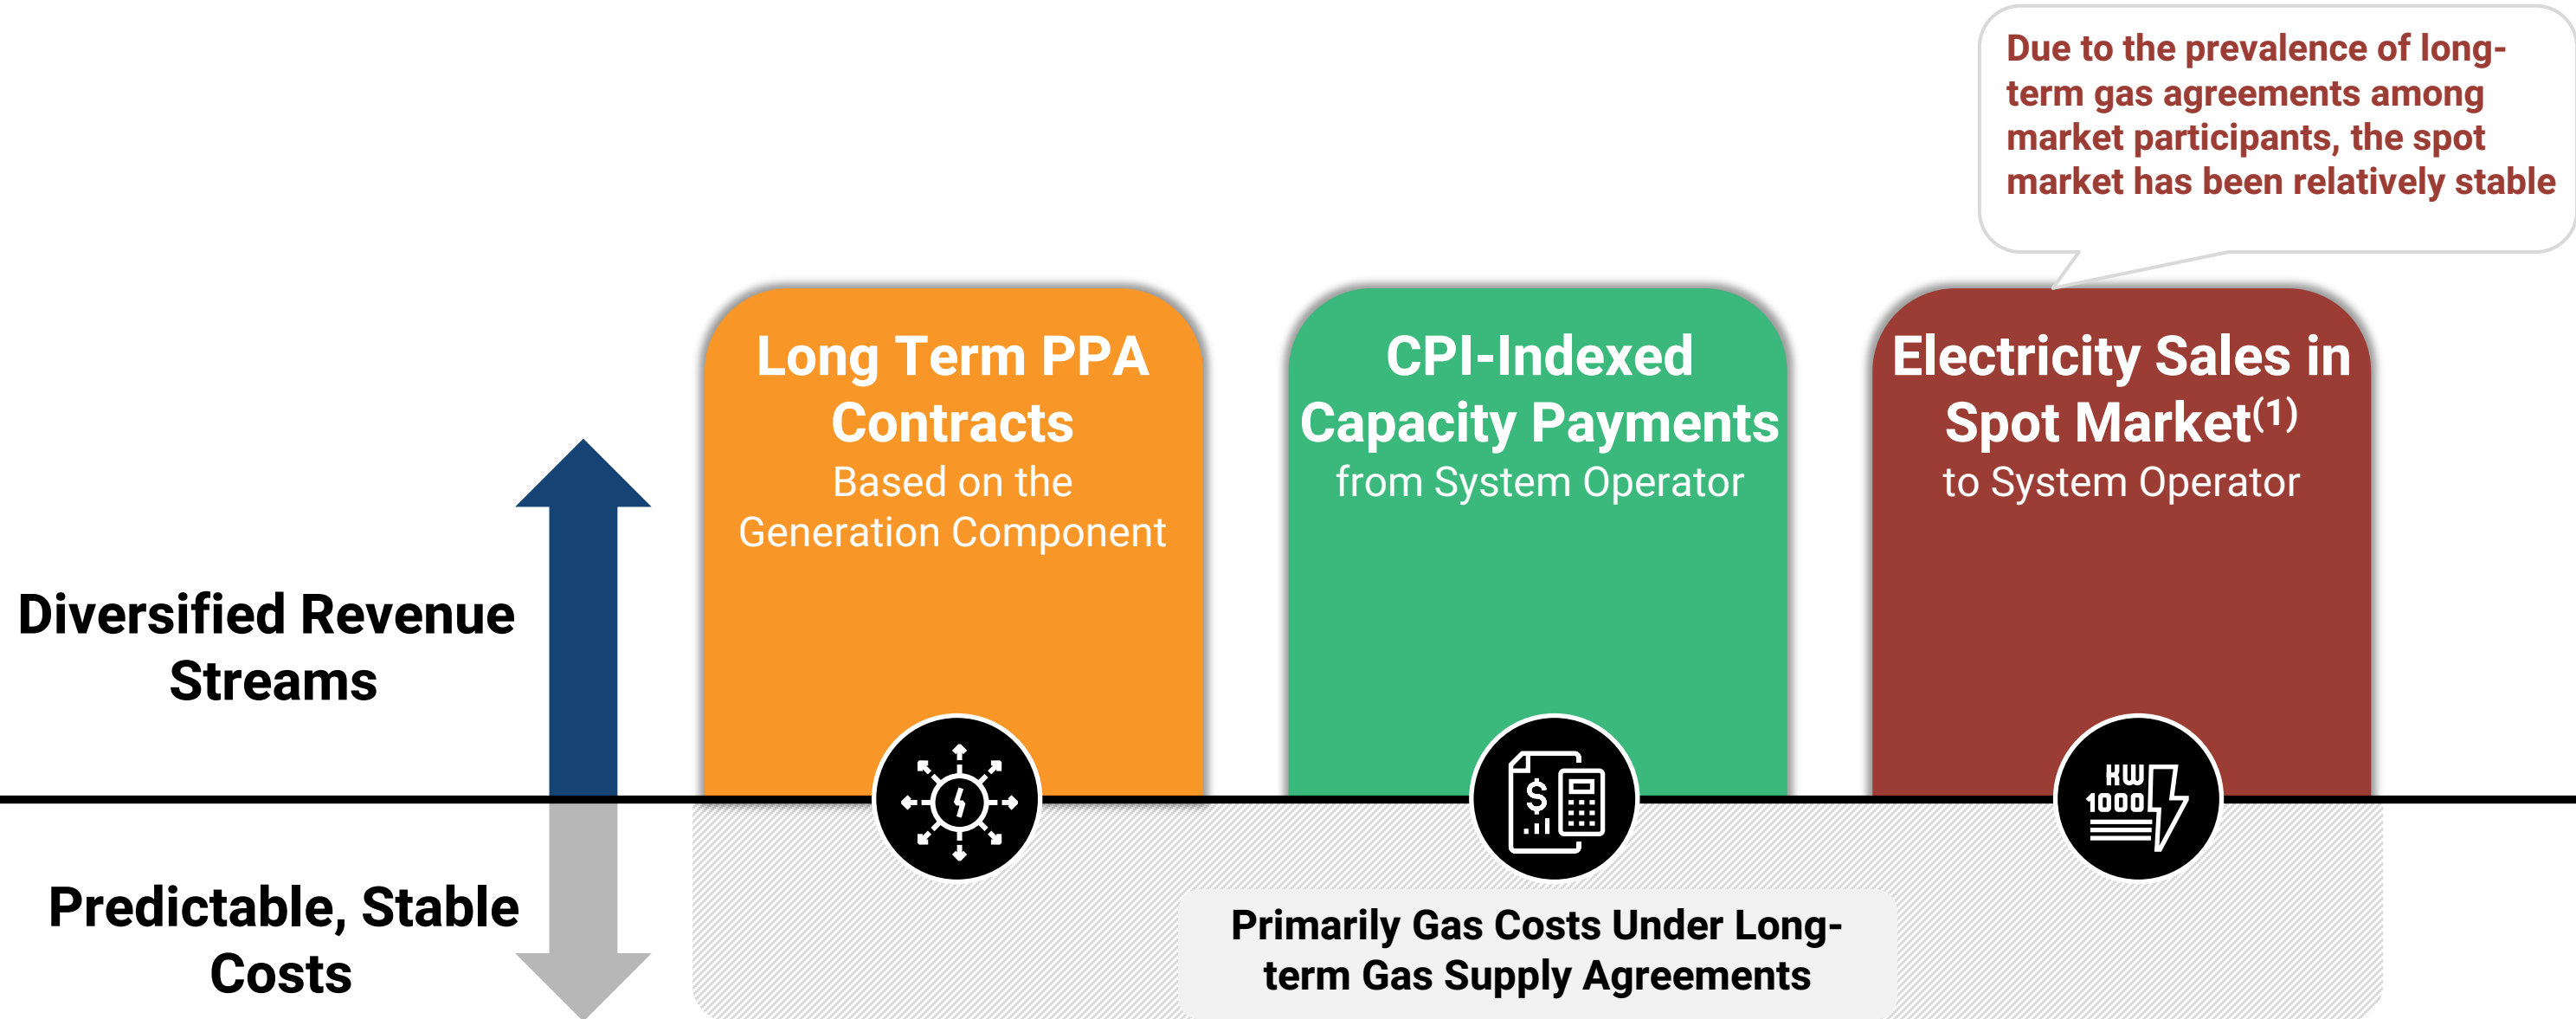 Due to the prevalence of long-
term gas agreements among
market participants, the spot
market has been relatively stable
Long Term PPA
Contracts
Based on the
Generation Component
CPI-Indexed
Capacity Payments
from System Operator
Electricity Sales in
Spot Market(1)
to System Operator
Diversified Revenue
Streams
KW
1000
$
Predictable, Stable
Costs
Primarily Gas Costs Under Long-
term Gas Supply Agreements